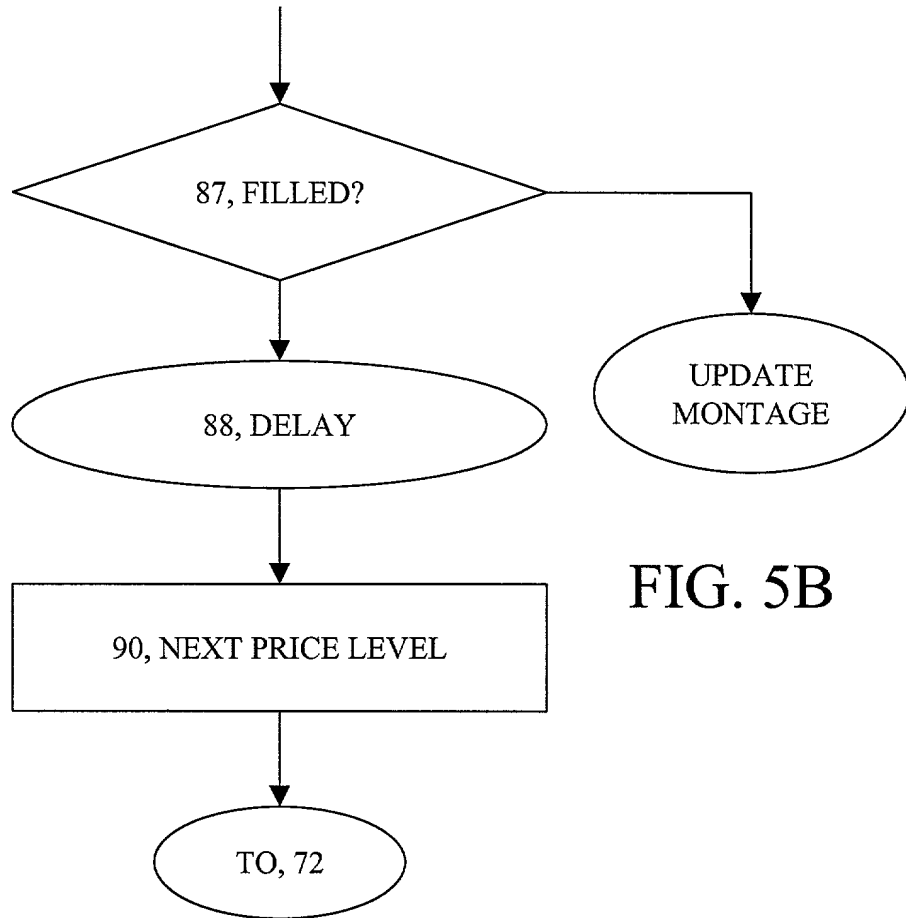 87, FILLED?
UPDATE
MONTAGE
88, DELAY
FIG. 5B
90, NEXT PRICE LEVEL
TO, 72